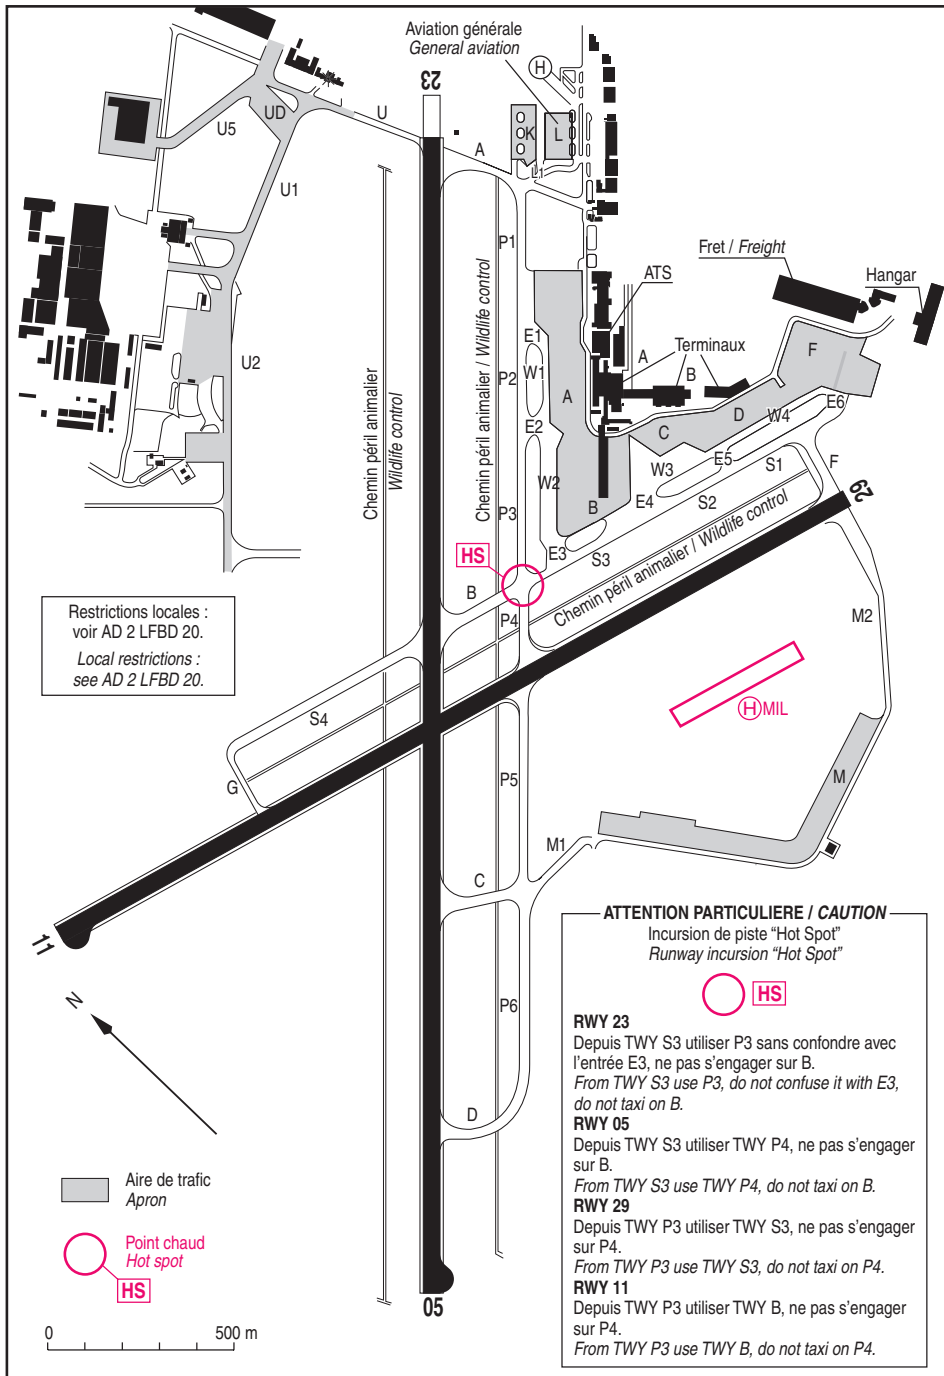 Aviation générale
General aviation
H
23
U
UD
U5
A
K
L
L1
U1
P1
Fret / Freight
ATS
Hangar
Chemin péril animalier / Wildlife control
E1
A
Terminaux
F
U2
P2
W1
B
A
E6
Chemin péril animalier
Wildlife control
E2
C
D
W4
W3
E5
S1
F
29
W2
E4
S2
P3
B
HS
E3
S3
Chemin péril animalier / Wildlife control
B
P4
M2
Restrictions locales :
voir AD 2 LFBD 20.
Local restrictions :
see AD 2 LFBD 20.
S4
H MIL
G
P5
M
M1
C
11
N
P6
D
ATTENTION PARTICULIERE / CAUTION
Incursion de piste “Hot Spot”
Runway incursion “Hot Spot”
HS
RWY 23
Depuis TWY S3 utiliser P3 sans confondre avec
l’entrée E3, ne pas s’engager sur B.
From TWY S3 use P3, do not confuse it with E3,
do not taxi on B.
RWY 05
Depuis TWY S3 utiliser TWY P4, ne pas s’engager
sur B.
From TWY S3 use TWY P4, do not taxi on B.
RWY 29
Depuis TWY P3 utiliser TWY S3, ne pas s’engager
sur P4.
From TWY P3 use TWY S3, do not taxi on P4.
RWY 11
Depuis TWY P3 utiliser TWY B, ne pas s’engager
sur P4.
From TWY P3 use TWY B, do not taxi on P4.
Aire de trafic
Apron
Point chaud
Hot spot
HS
05
0 500 m